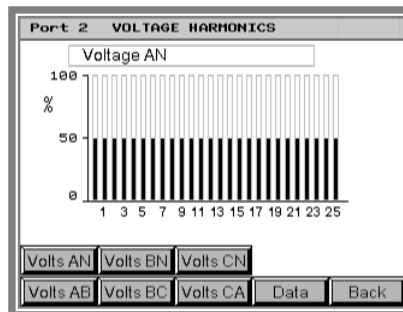 Port 2 VOLTAGE HARMONICS
Voltage AN
100
%
50
0
1 3 5 7 9 11 13 15 17 19 21 23 25
Volts AN Volts BN Volts CN
Volts AB Volts BC Volts CA Data Back